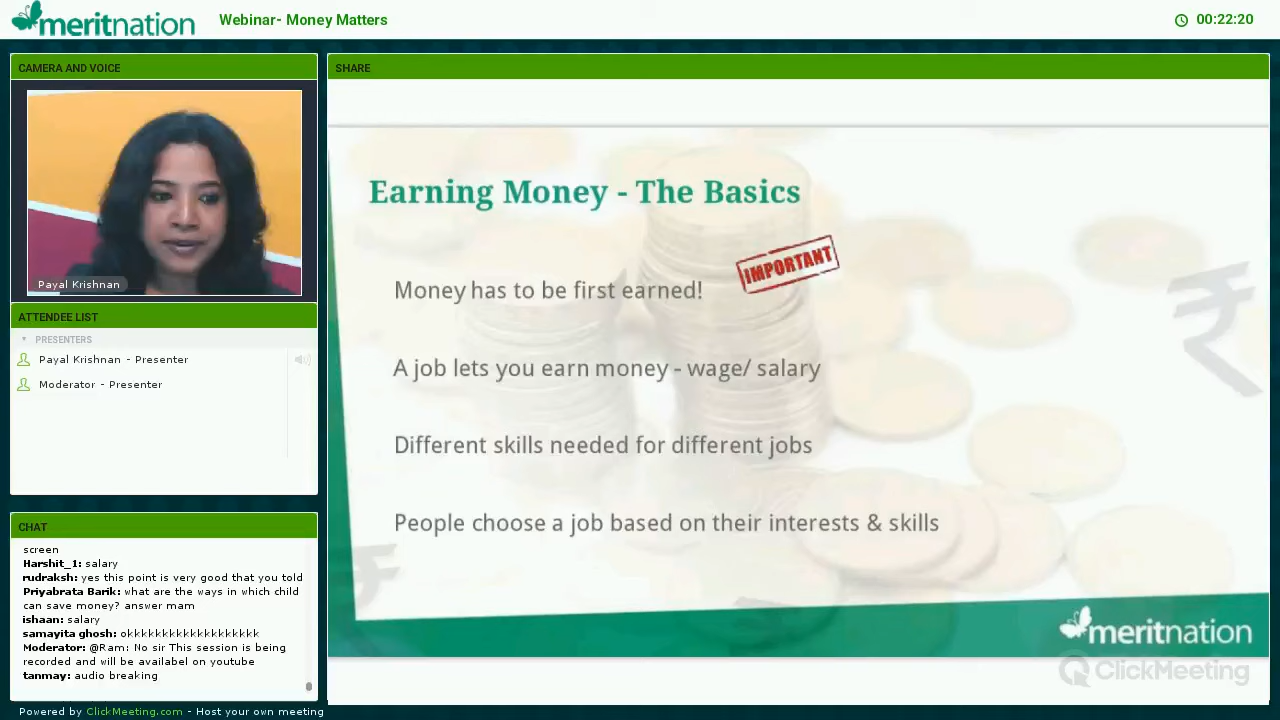 meritnation
Webinar- Money Matters
00:22:20
CAMERA AND VOICE
Payal Krishnan
ATTENDEE LIST
PRESENTERS
Payal Krishnan - Presenter
Moderator - Presenter
CHAT
screen
Harshit_1: salary
rudraksh: yes this point is very good that you told
Priyabrata Barik: what are the ways in which child
can save money? answer mam
ishaan: salary
samayita ghosh: okkkkkkkkkkkkkkkkkkk
Moderator: @Ram: No sir This session is being
recorded and will be availabel on youtube
tanmay: audio breaking
SHARE
Earning Money - The Basics
IMPORTANT
Money has to be first earned!
A job lets you earn money - wage/ salary
Different skills needed for different jobs
People choose a job based on their interests & skills
meritnation
ClickMeeting
Powered by ClickMeeting.com - Host your own meeting